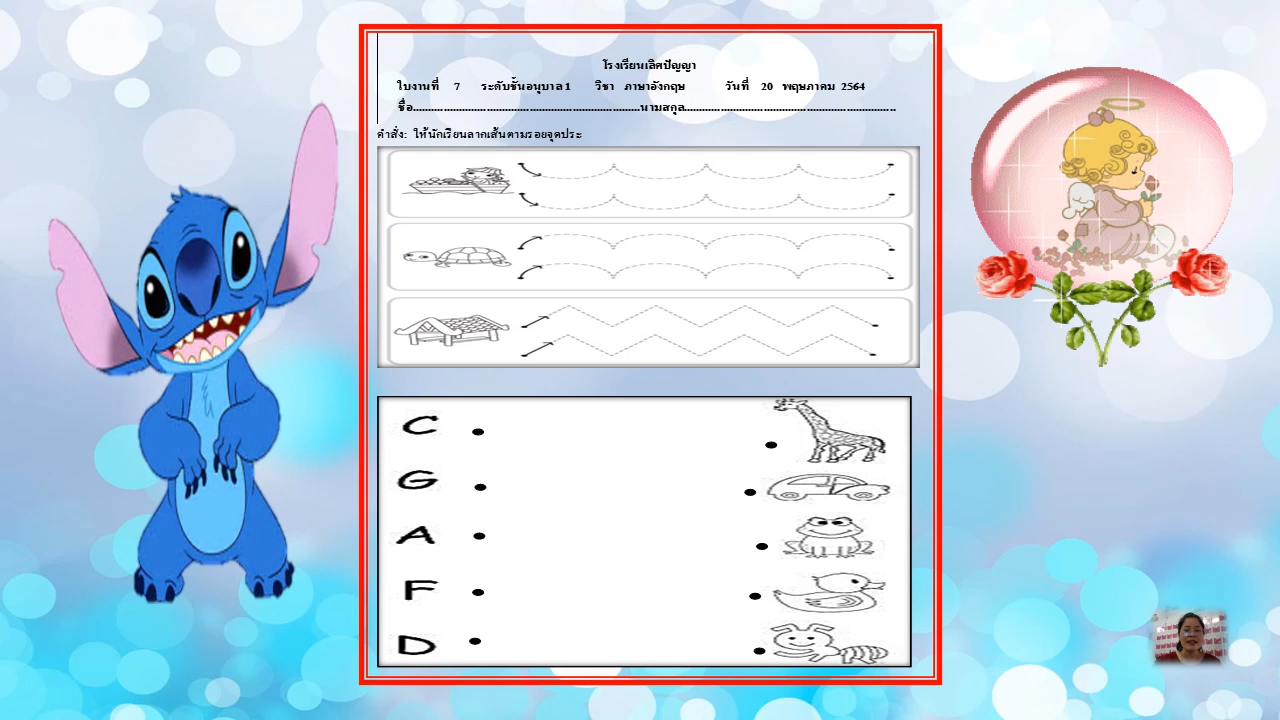 โรงเรียนเลิศปัญญา
ใบงานที่ 7 ระดับชั้นอนุบาล 1 วิชา ภาษาอังกฤษ วันที่ 20 พฤษภาคม 2564
ชื่อ..........................................................................นามสกุล.....................................................................
คำสั่ง: ให้นักเรียนลากเส้นตามรอยจุดประ
C
G
A
F
D